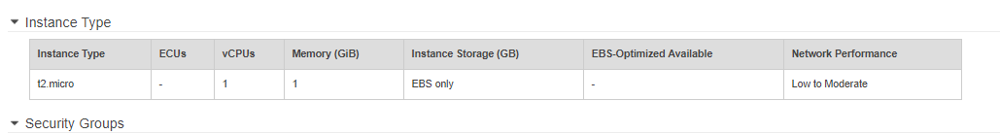 Instance Type
Instance Type ECUs vCPUs Memory (GiB) Instance Storage (GB) EBS-Optimized Available Network Performance
t2.micro - 1 1 EBS only - Low to Moderate
Security Groups